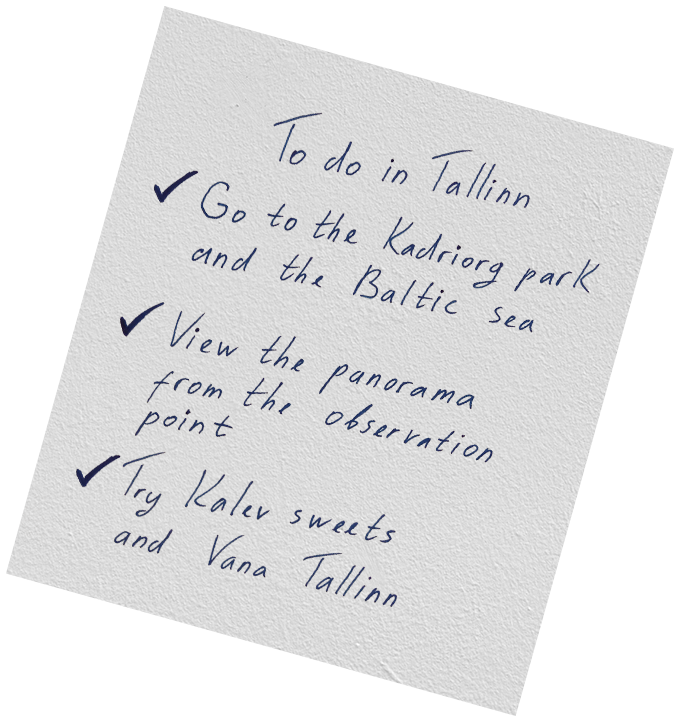 To do in Tallinn
✓ Go to the Kadriorg park
and the Baltic sea
✓ View the panorama
from the observation
point
✓ Try Kalev sweets
and Vana Tallinn